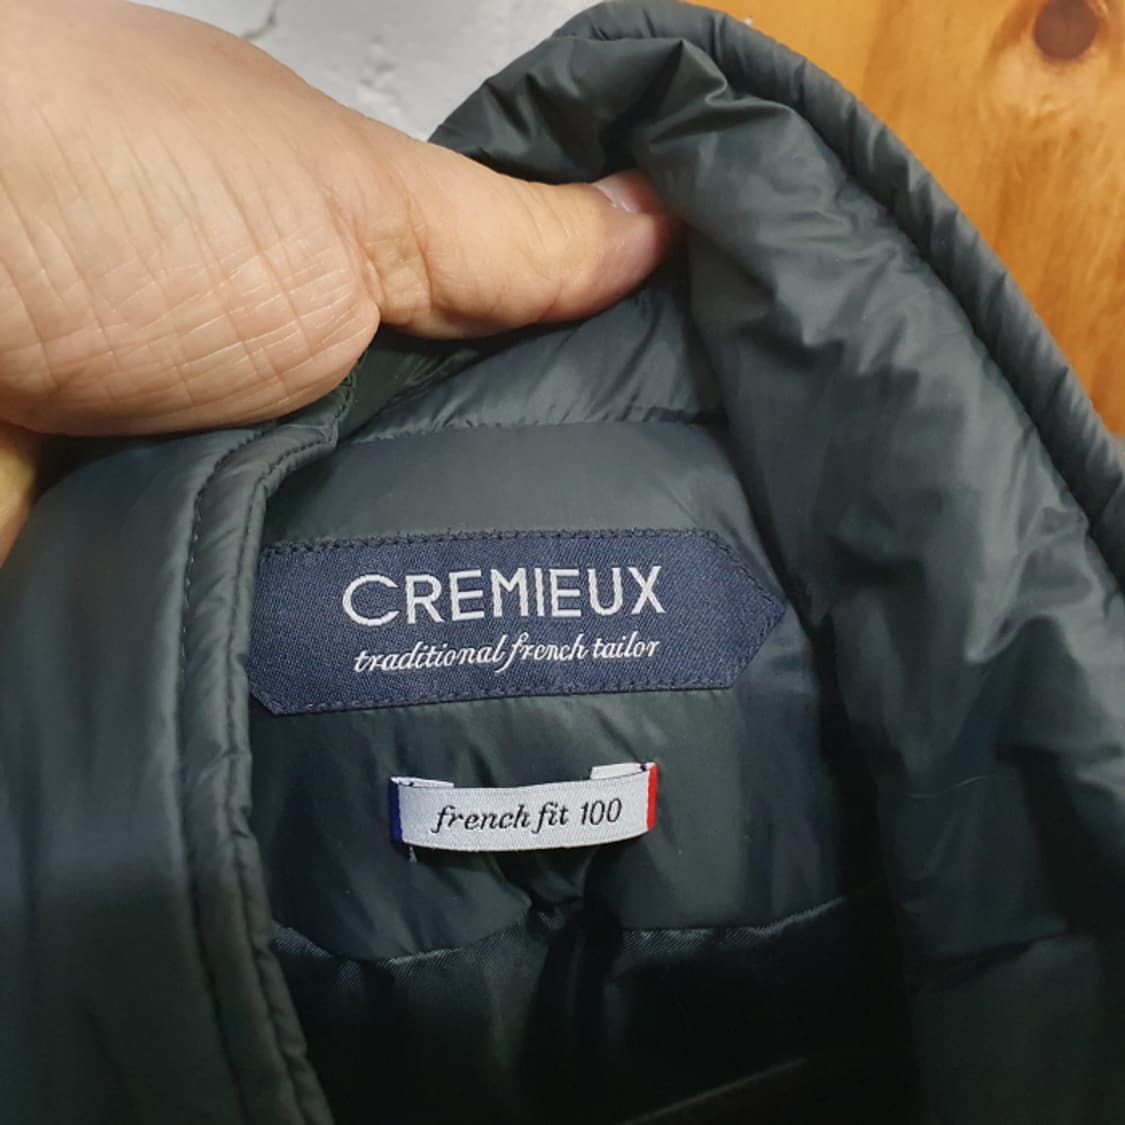 CREMIEUX
traditional french tailor
french fit 100